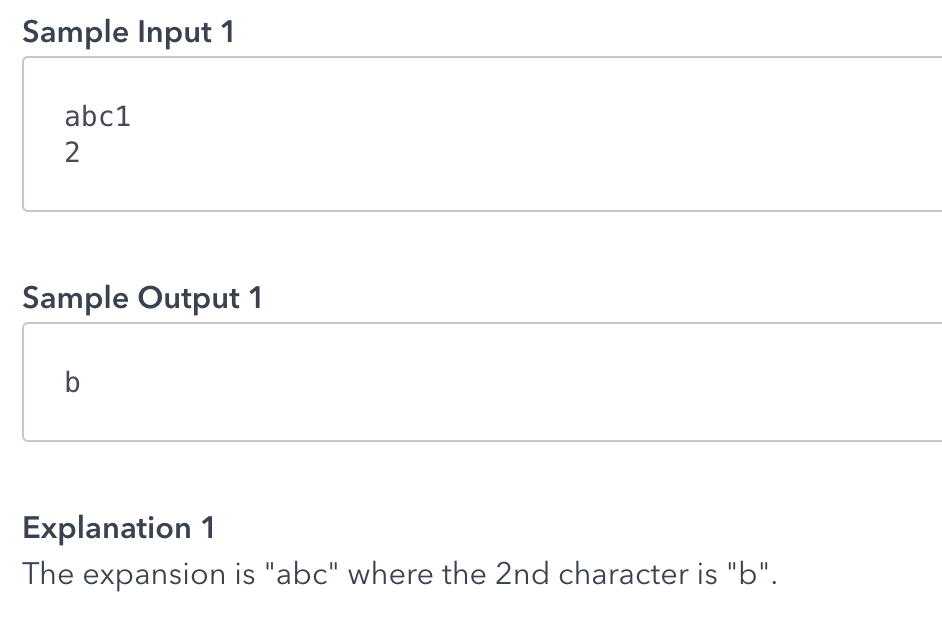 Sample Input 1
abc1
2
Sample Output 1
b
Explanation 1
The expansion is "abc" where the 2nd character is "b".